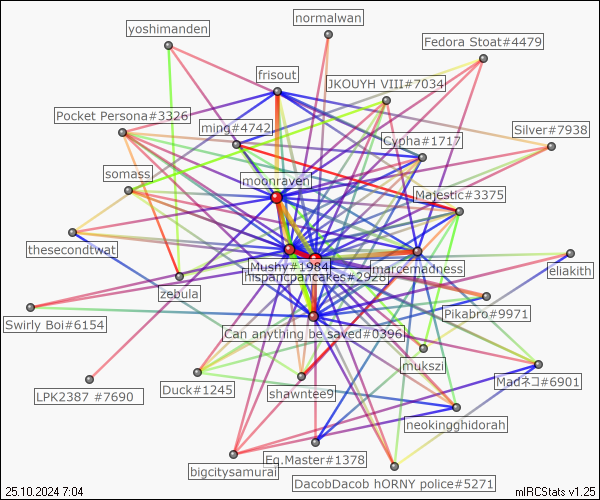 normalwan
yoshimanden
Fedora Stoat#4479
frisout
JKOUYH VIII#7034
Pocket Persona#3326
ming#4742
Silver#7938
Cypha#1717
somass
moonraven
Majestic#3375
thesecondtwat
Mushy#1984
marcemadness
hispanicpancakes#2928
eliakith
zebula
Pikabro#9971
Swirly Boi#6154
Can anything be saved#0396
mukszi
Madネコ#6901
Duck#1245
shawntee9
LPK2387 #7690
neokingghidorah
Eg.Master#1378
bigcitysamurai
DacobDacob hORNY police#5271
25.10.2024 7:04
mIRCStats v1.25